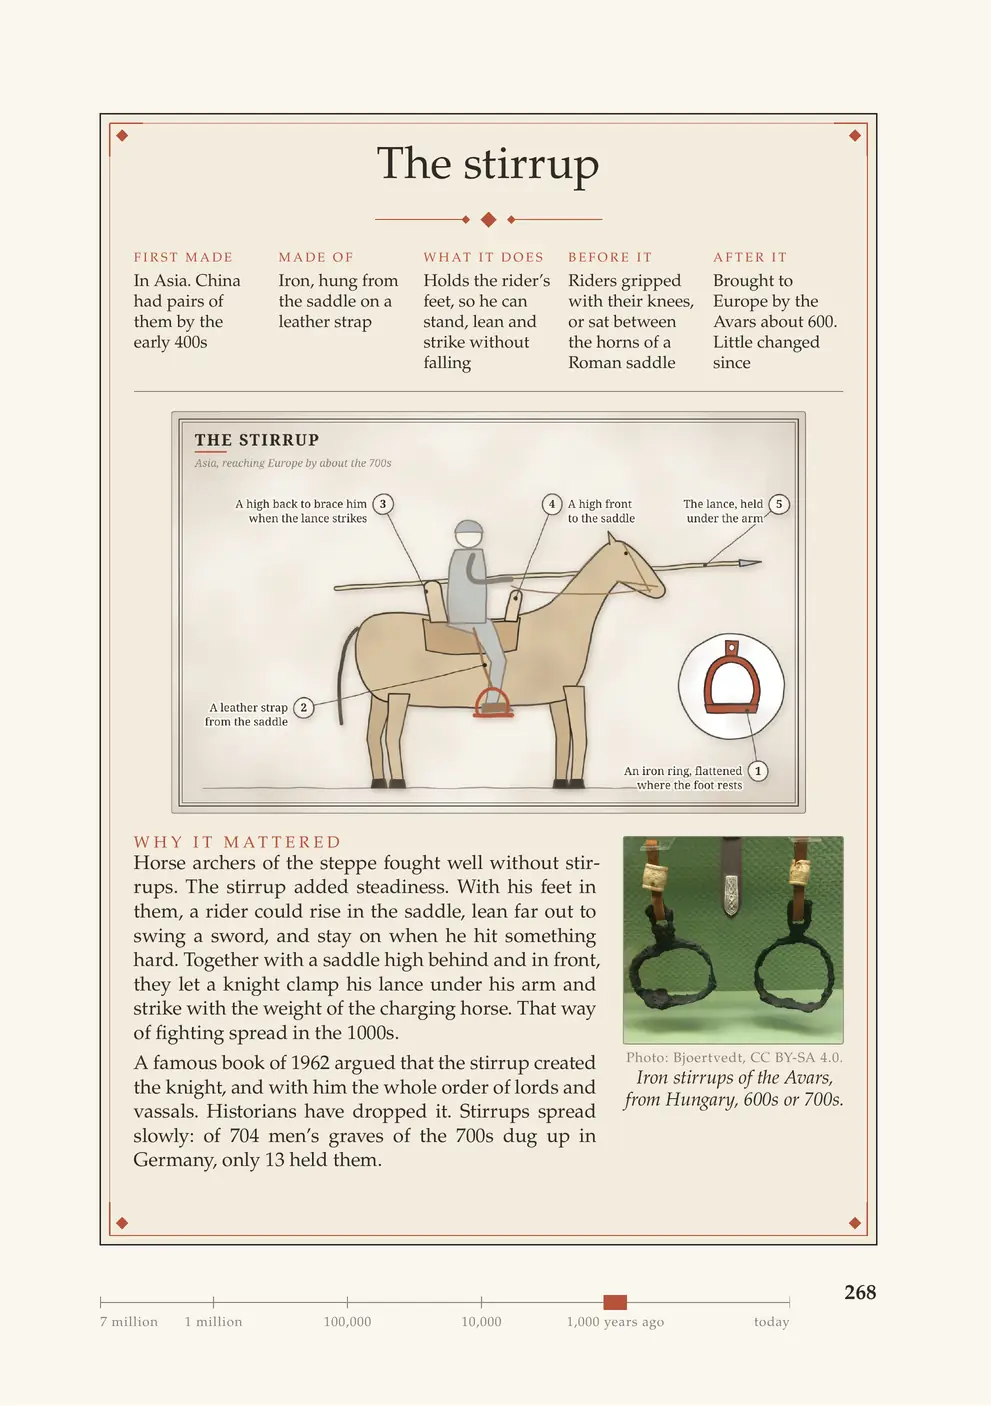 The stirrup
FIRST MADE
In Asia. China
had pairs of
them by the
early 400s
MADE OF
Iron, hung from
the saddle on a
leather strap
WHAT IT DOES
Holds the rider's
feet, so he can
stand, lean and
strike without
falling
BEFORE IT
Riders gripped
with their knees,
or sat between
the horns of a
Roman saddle
AFTER IT
Brought to
Europe by the
Avars about 600.
Little changed
since
THE STIRRUP
Asia, reaching Europe by about the 700s
A high back to brace him
when the lance strikes
3
4
A high front
to the saddle
The lance, held
under the arm
5
A leather strap
from the saddle
2
An iron ring, flattened
where the foot rests
1
WHY IT MATTERED
Horse archers of the steppe fought well without stir-
rups. The stirrup added steadiness. With his feet in
them, a rider could rise in the saddle, lean far out to
swing a sword, and stay on when he hit something
hard. Together with a saddle high behind and in front,
they let a knight clamp his lance under his arm and
strike with the weight of the charging horse. That way
of fighting spread in the 1000s.
A famous book of 1962 argued that the stirrup created
the knight, and with him the whole order of lords and
vassals. Historians have dropped it. Stirrups spread
slowly: of 704 men's graves of the 700s dug up in
Germany, only 13 held them.
Photo: Bjoertvedt, CC BY-SA 4.0.
Iron stirrups of the Avars,
from Hungary, 600s or 700s.
268
7 million
1 million
100,000
10,000
1,000 years ago
today